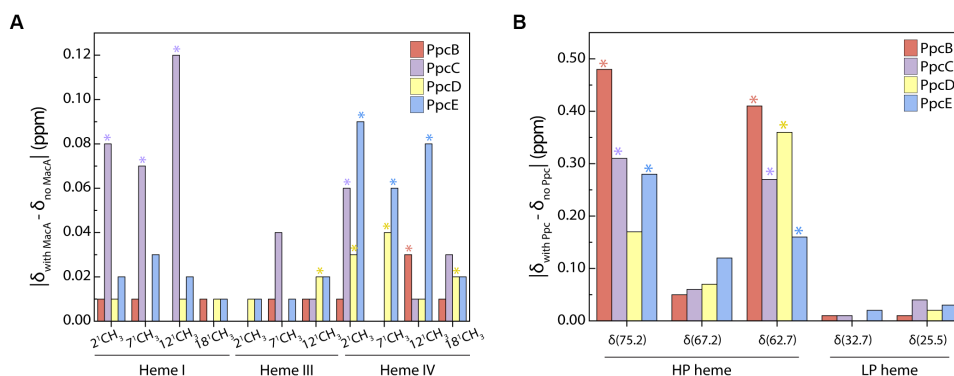 A
|δwith MacA - δno MacA| (ppm)
0.12
0.10
0.08
0.06
0.04
0.02
0.00
PpcB
PpcC
PpcD
PpcE
* * * * * * * * * * *
2¹CH₃ 7¹CH₃ 12¹CH₃ 18¹CH₃ 2¹CH₃ 7¹CH₃ 12¹CH₃ 2¹CH₃ 7¹CH₃ 12¹CH₃ 18¹CH₃
Heme I Heme III Heme IV
B
|δwith Ppc - δno Ppc| (ppm)
0.50
0.40
0.30
0.20
0.10
0.00
PpcB
PpcC
PpcD
PpcE
* * * * * * *
δ(75.2) δ(67.2) δ(62.7) δ(32.7) δ(25.5)
HP heme LP heme